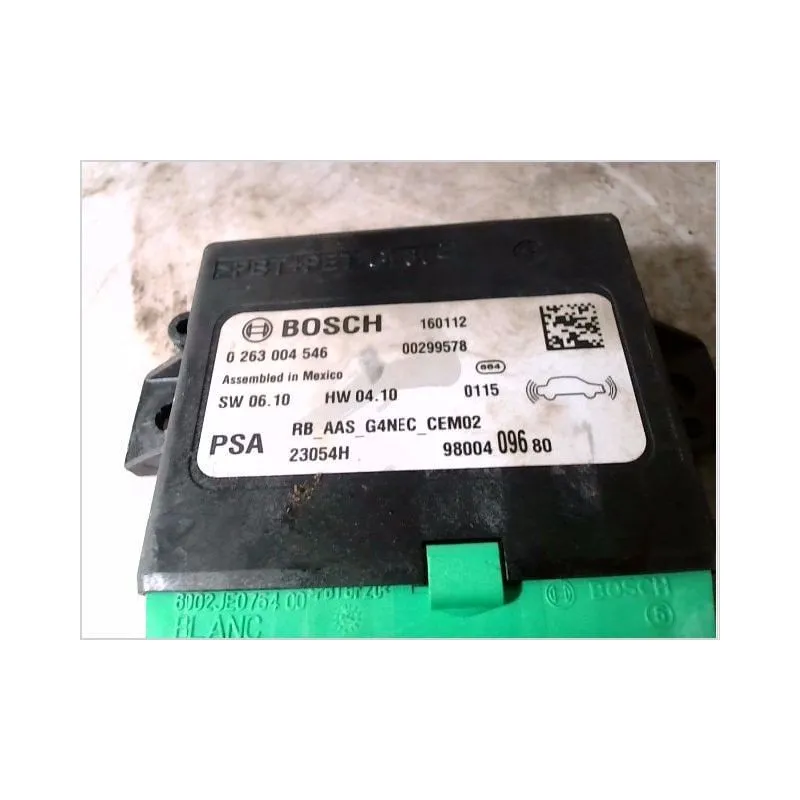 BOSCH 160112
0 263 004 546 00299578
Assembled in Mexico 664
SW 06.10 HW 04.10 0115
PSA RB_AAS_G4NEC_CEM02
23054H 98004 096 80
BOSCH
BLANC